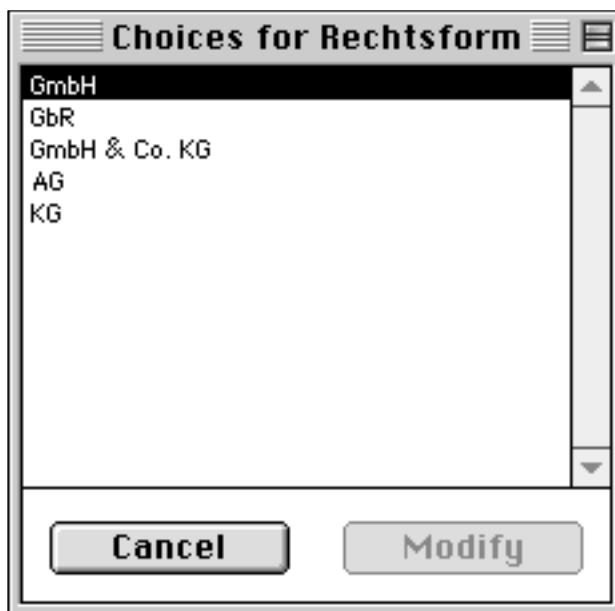 Choices for Rechtsform
GmbH
GbR
GmbH & Co. KG
AG
KG
Cancel
Modify